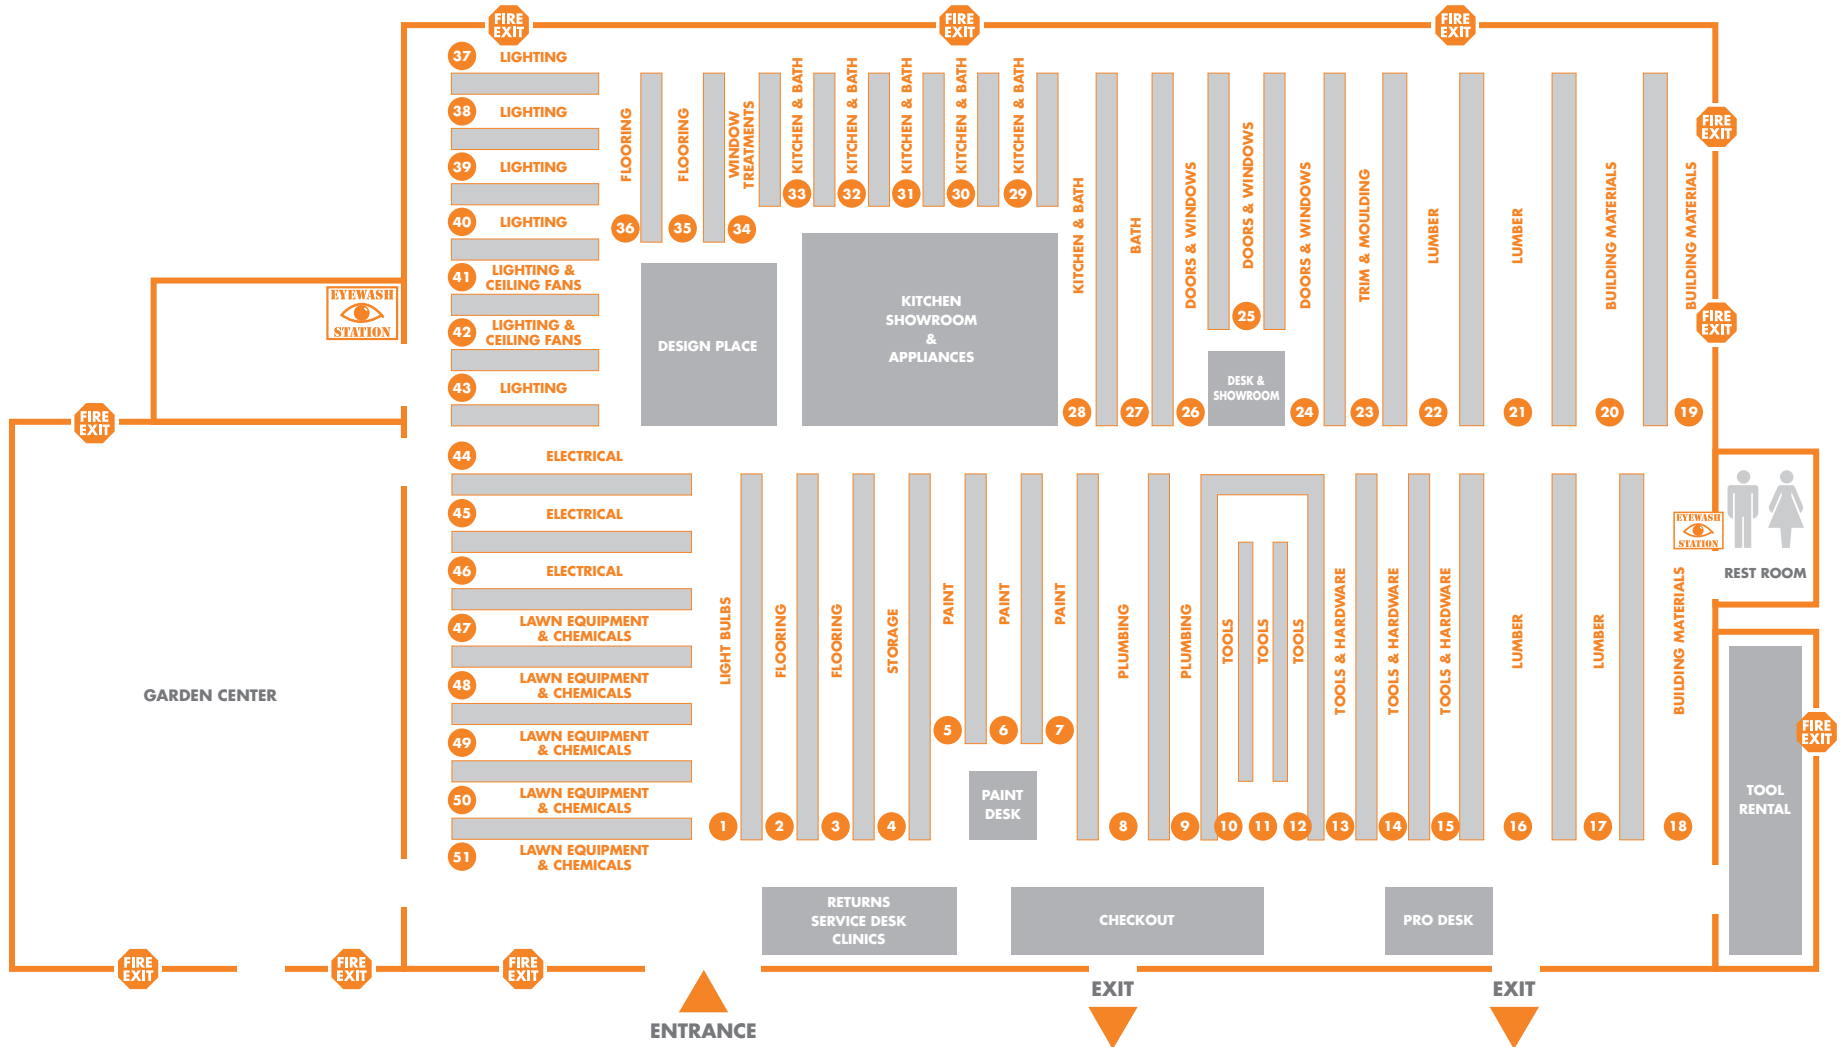 FIRE
EXIT
FIRE
EXIT
FIRE
EXIT
37 LIGHTING
38 LIGHTING
39 LIGHTING
40 LIGHTING
41 LIGHTING &
CEILING FANS
42 LIGHTING &
CEILING FANS
43 LIGHTING
FLOORING
36
FLOORING
35
WINDOW
TREATMENTS
34
KITCHEN & BATH
33
KITCHEN & BATH
32
KITCHEN & BATH
31
KITCHEN & BATH
30
KITCHEN & BATH
29
KITCHEN & BATH
28
BATH
27
DOORS & WINDOWS
26
DOORS & WINDOWS
25
DOORS & WINDOWS
24
TRIM & MOULDING
23
LUMBER
22
LUMBER
21
BUILDING MATERIALS
20
BUILDING MATERIALS
19
FIRE
EXIT
FIRE
EXIT
EYEWASH
STATION
DESIGN PLACE
KITCHEN
SHOWROOM
&
APPLIANCES
DESK &
SHOWROOM
FIRE
EXIT
44 ELECTRICAL
45 ELECTRICAL
46 ELECTRICAL
47 LAWN EQUIPMENT
& CHEMICALS
48 LAWN EQUIPMENT
& CHEMICALS
49 LAWN EQUIPMENT
& CHEMICALS
50 LAWN EQUIPMENT
& CHEMICALS
51 LAWN EQUIPMENT
& CHEMICALS
GARDEN CENTER
LIGHT BULBS
1
FLOORING
2
FLOORING
3
STORAGE
4
PAINT
5
PAINT
6
PAINT
7
PAINT
DESK
PLUMBING
8
PLUMBING
9
TOOLS
10
TOOLS
11
TOOLS
12
TOOLS & HARDWARE
13
TOOLS & HARDWARE
14
TOOLS & HARDWARE
15
LUMBER
16
LUMBER
17
BUILDING MATERIALS
18
EYEWASH
STATION
REST ROOM
FIRE
EXIT
TOOL
RENTAL
RETURNS
SERVICE DESK
CLINICS
CHECKOUT
PRO DESK
FIRE
EXIT
FIRE
EXIT
FIRE
EXIT
ENTRANCE
EXIT
EXIT